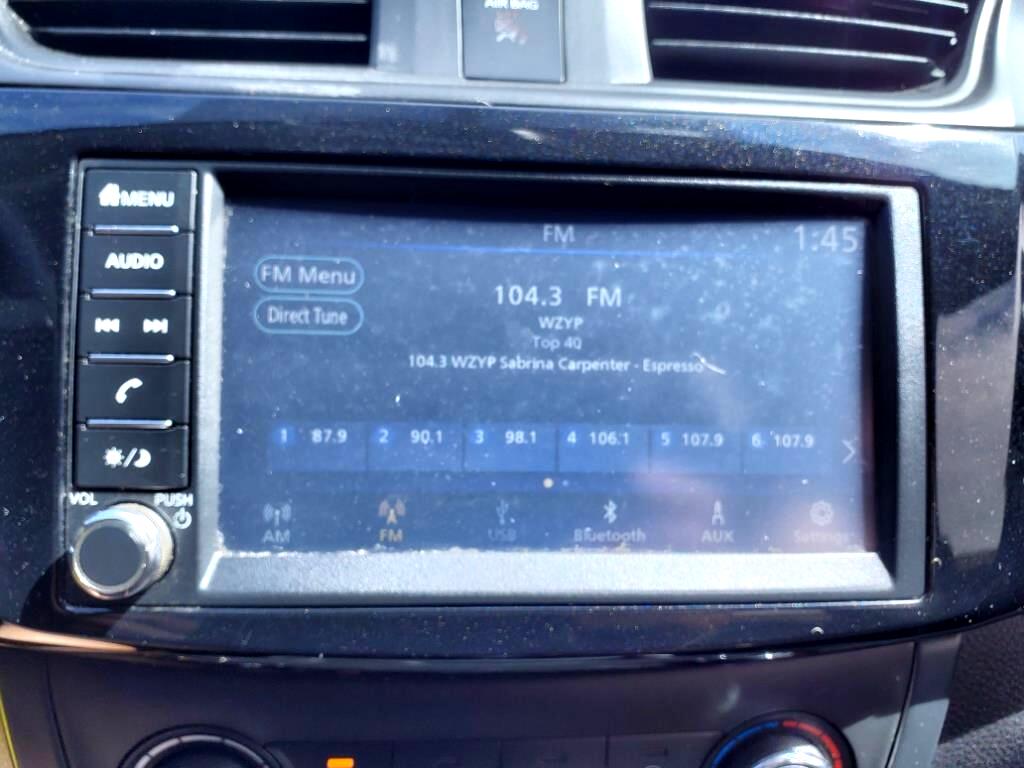 AIR BAG
MENU
AUDIO
VOL
PUSH
FM
1:45
FM Menu
Direct Tune
104.3 FM
WZYP
Top 40
104.3 WZYP Sabrina Carpenter - Espresso
1 87.9 2 90.1 3 98.1 4 106.1 5 107.9 6 107.9
AM FM USB Bluetooth AUX Settings